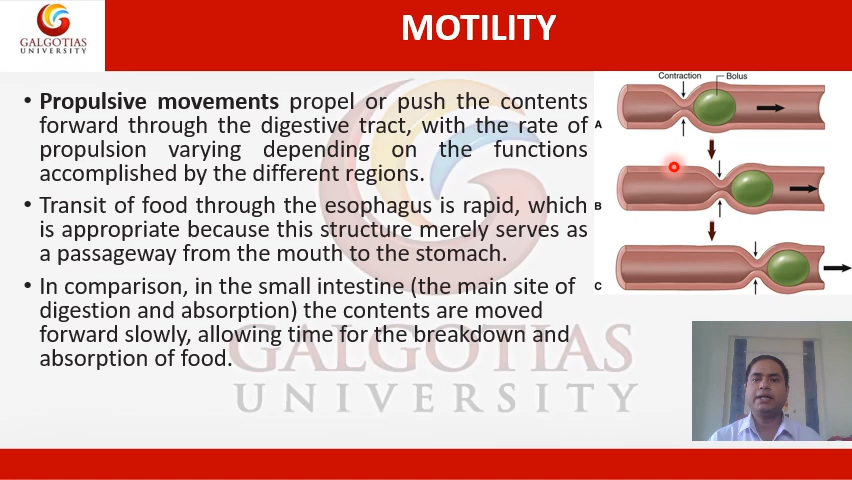 GALGOTIAS
UNIVERSITY
MOTILITY
• Propulsive movements propel or push the contents
forward through the digestive tract, with the rate of
propulsion varying depending on the functions
accomplished by the different regions.
• Transit of food through the esophagus is rapid, which
is appropriate because this structure merely serves as
a passageway from the mouth to the stomach.
• In comparison, in the small intestine (the main site of
digestion and absorption) the contents are moved
forward slowly, allowing time for the breakdown and
absorption of food.
Contraction
Bolus
A
B
C
GALGOTIAS
UNIVERSITY